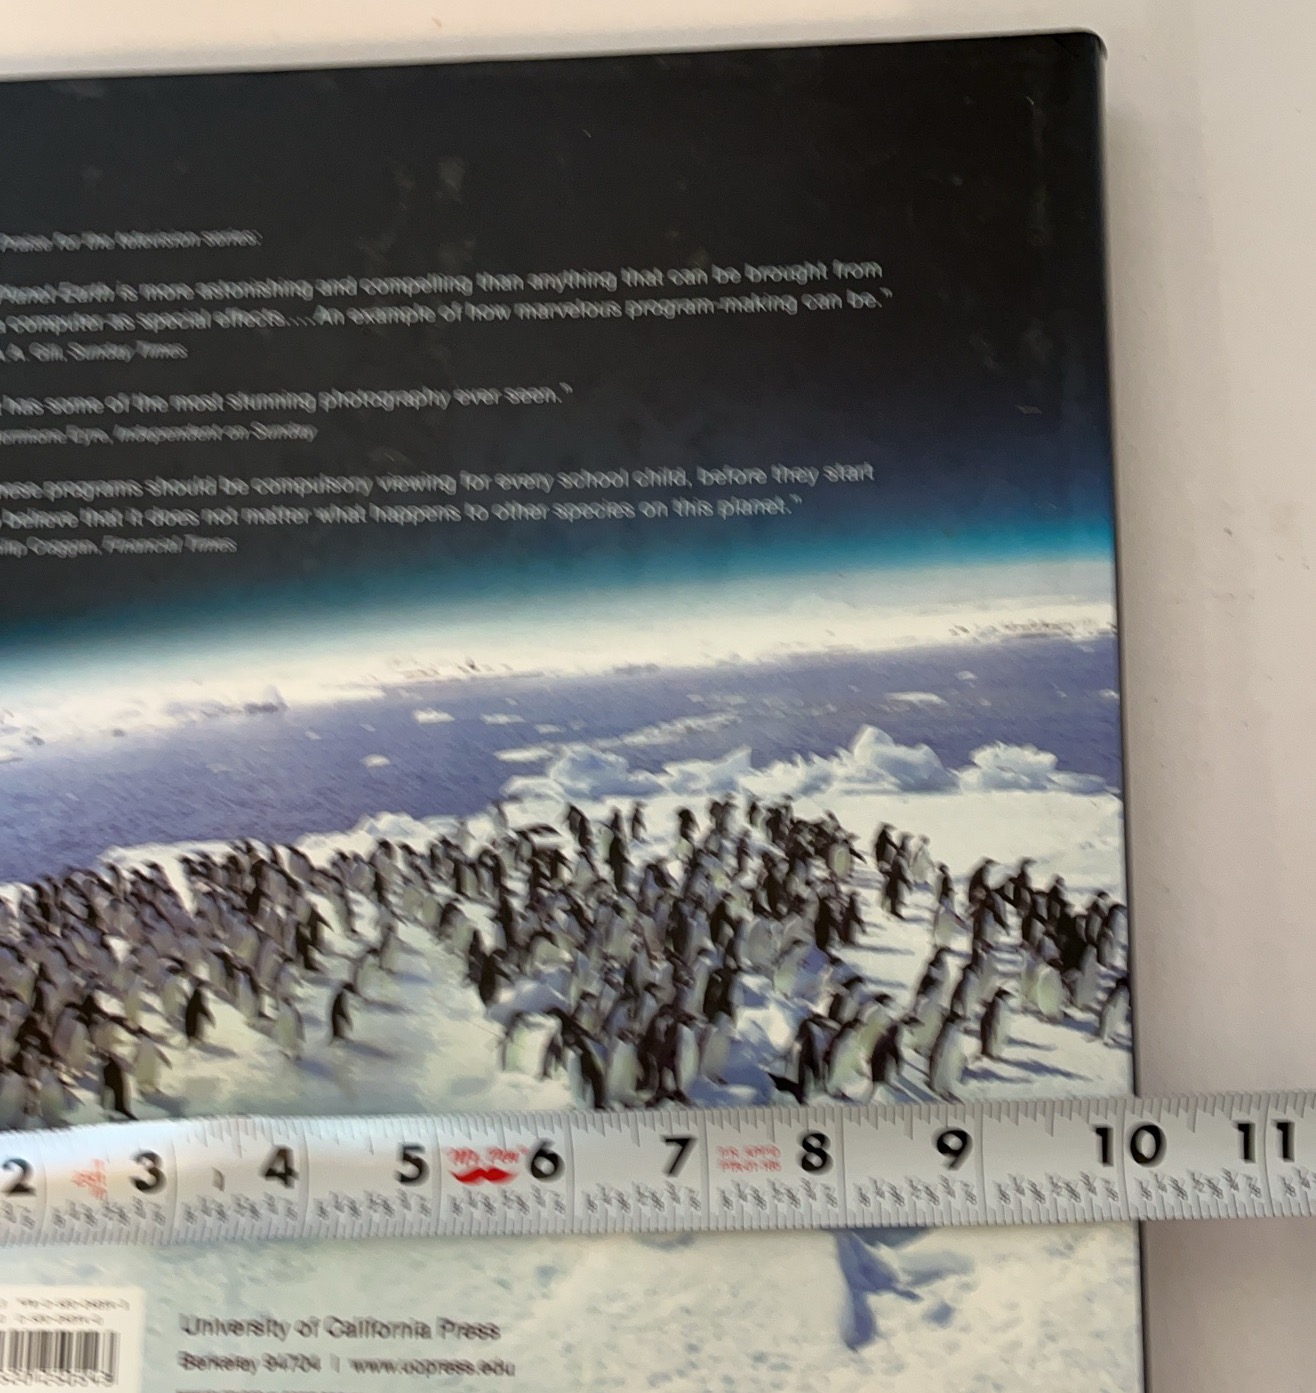 Praise for the television series:
Planet Earth is more astonishing and compelling than anything that can be brought from
computer as special effects....An example of how marvelous program-making can be."
A. Gill, Sunday Times
has some of the most stunning photography ever seen."
Eyre, Independent on Sunday
these programs should be compulsory viewing for every school child, before they start
believe that it does not matter what happens to other species on this planet."
Coggan, Financial Times
2 3 4 5 Mr. Pen 6 7 8 9 10 11
University of California Press
Berkeley 94704 | www.ucpress.edu